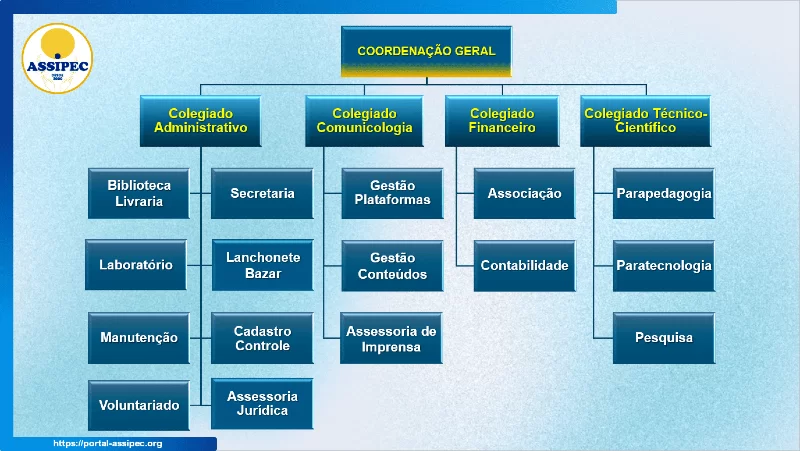 COORDENAÇÃO GERAL
ASSIPEC
Colegiado
Administrativo
Colegiado
Comunicologia
Colegiado
Financeiro
Colegiado Técnico-
Científico
Biblioteca
Livraria
Secretaria
Laboratório
Lanchonete
Bazar
Manutenção
Cadastro
Controle
Voluntariado
Assessoria
Jurídica
Gestão
Plataformas
Gestão
Conteúdos
Assessoria de
Imprensa
Associação
Contabilidade
Parapedagogia
Paratecnologia
Pesquisa
https://portal-assipec.org